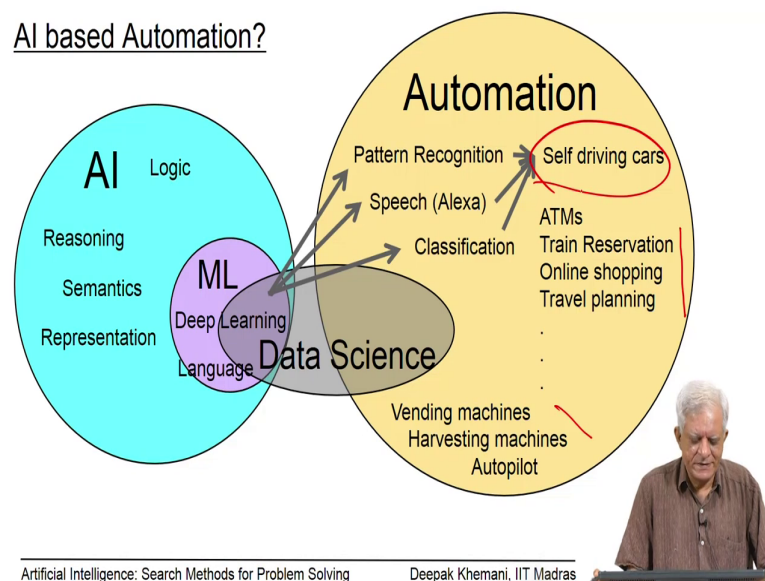 AI based Automation?
Automation
AI
Logic
Reasoning
Semantics
Representation
ML
Deep Learning
Language
Data Science
Pattern Recognition
Speech (Alexa)
Classification
Self driving cars
ATMs
Train Reservation
Online shopping
Travel planning
.
.
.
Vending machines
Harvesting machines
Autopilot
Artificial Intelligence: Search Methods for Problem Solving
Deepak Khemani, IIT Madras